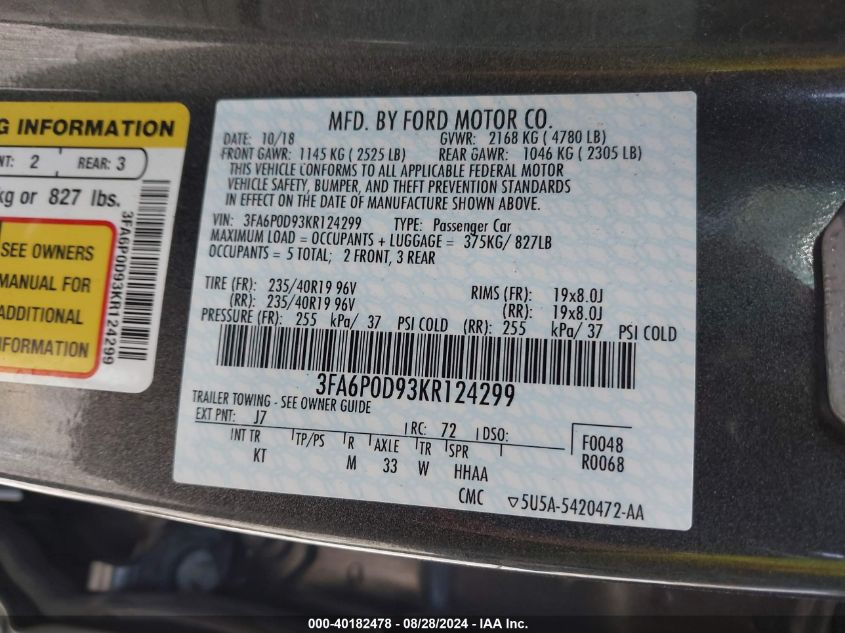 G INFORMATION
NT: 2 REAR: 3
kg or 827 lbs.
SEE OWNERS
MANUAL FOR
ADDITIONAL
INFORMATION
3FA6P0D93KR124299
MFD. BY FORD MOTOR CO.
DATE: 10/18 GVWR: 2168 KG ( 4780 LB)
FRONT GAWR: 1145 KG ( 2525 LB) REAR GAWR: 1046 KG ( 2305 LB)
THIS VEHICLE CONFORMS TO ALL APPLICABLE FEDERAL MOTOR
VEHICLE SAFETY, BUMPER, AND THEFT PREVENTION STANDARDS
IN EFFECT ON THE DATE OF MANUFACTURE SHOWN ABOVE.
VIN: 3FA6P0D93KR124299 TYPE: Passenger Car
MAXIMUM LOAD = OCCUPANTS + LUGGAGE = 375KG/ 827LB
OCCUPANTS = 5 TOTAL; 2 FRONT, 3 REAR
TIRE (FR): 235/40R19 96V RIMS (FR): 19x8.0J
(RR): 235/40R19 96V (RR): 19x8.0J
PRESSURE (FR): 255 kPa/ 37 PSI COLD (RR): 255 kPa/ 37 PSI COLD
3FA6P0D93KR124299
TRAILER TOWING - SEE OWNER GUIDE
EXT PNT: J7 RC: 72 DSO: F0048
INT TR TP/PS R AXLE TR SPR R0068
KT M 33 W HHAA
CMC ▽5U5A-5420472-AA
000-40182478 - 08/28/2024 - IAA Inc.